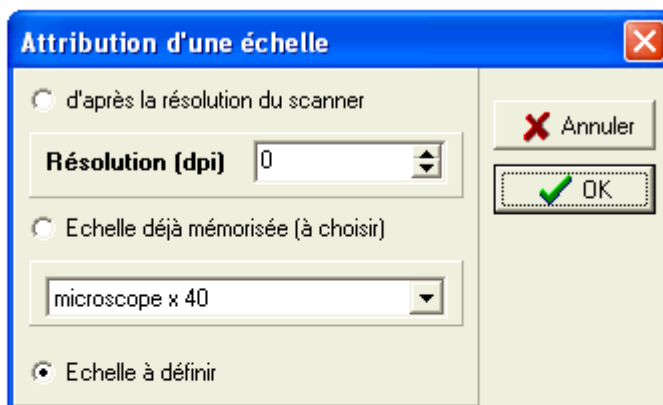 Attribution d'une échelle
d'après la résolution du scanner
Résolution (dpi) 0
Echelle déjà mémorisée (à choisir)
microscope x 40
Echelle à définir
Annuler
OK